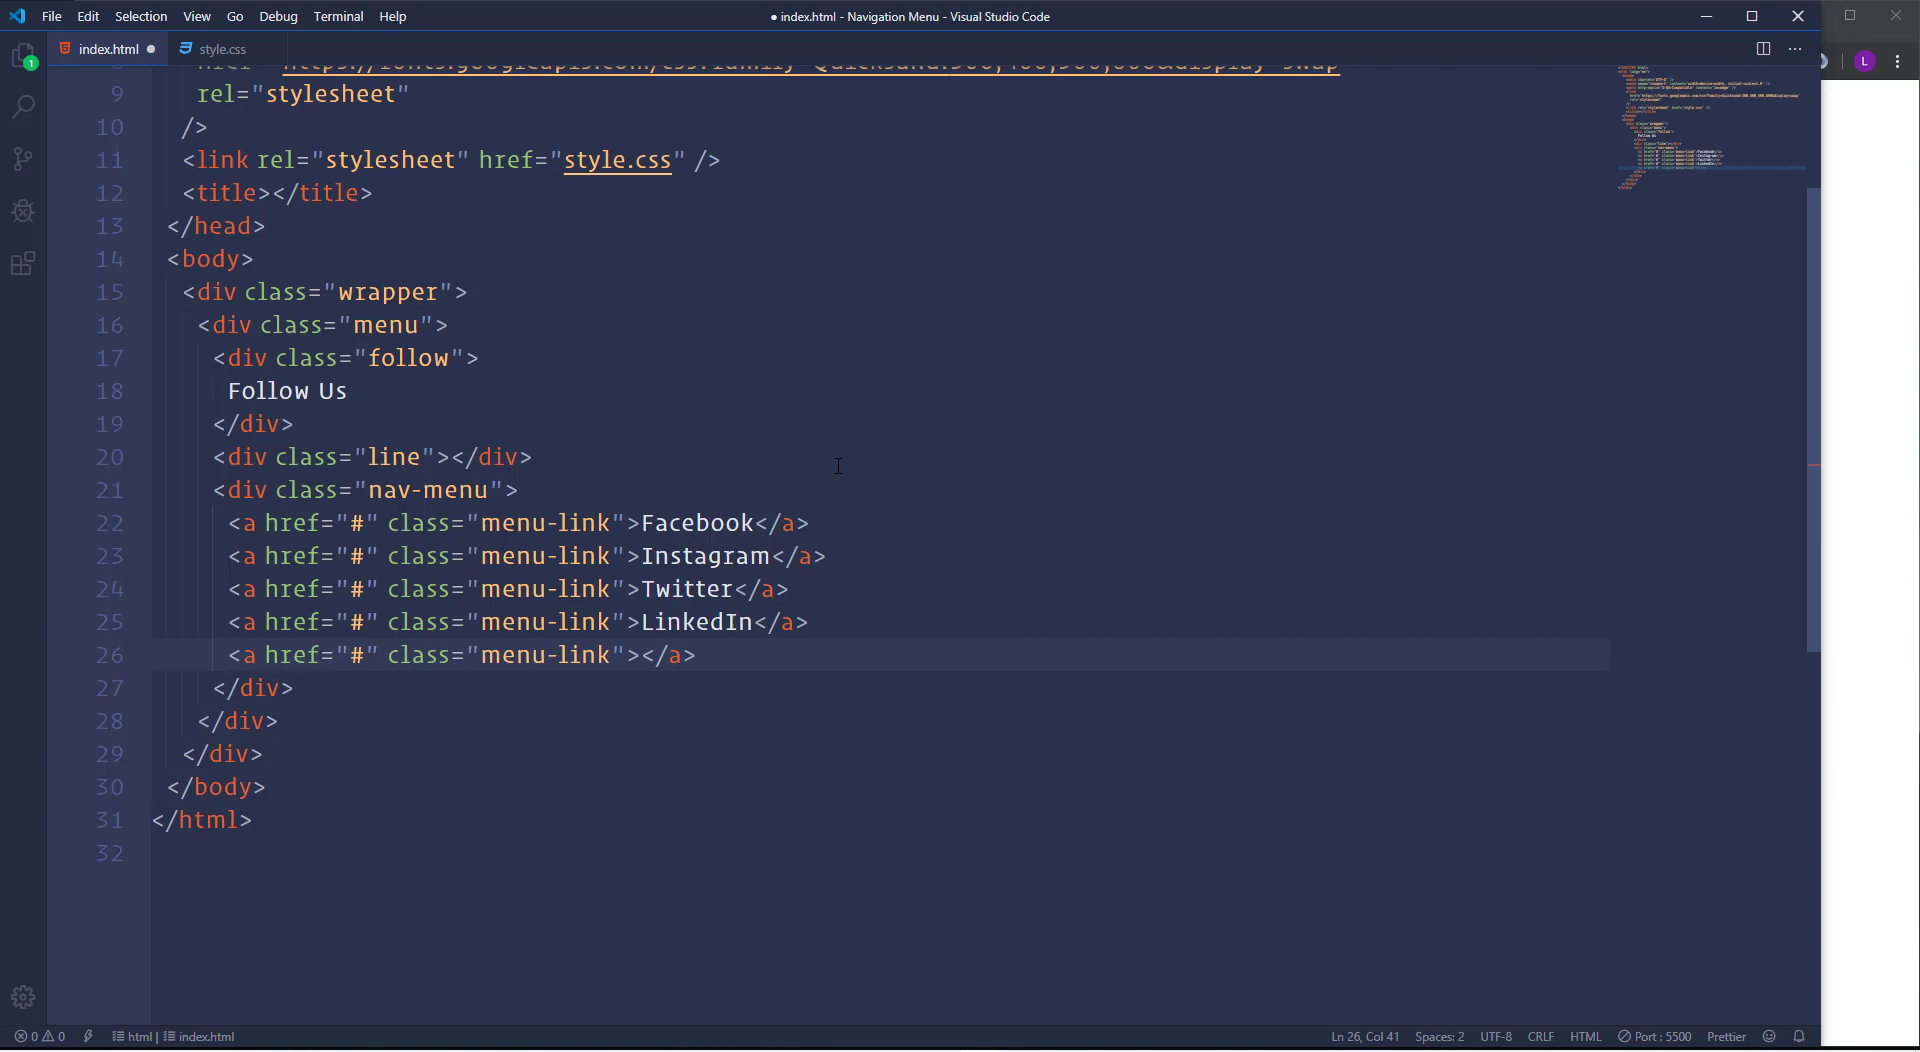 File Edit Selection View Go Debug Terminal Help
● index.html - Navigation Menu - Visual Studio Code
index.html ● style.css
L
1
9 rel="stylesheet"
10 />
11 <link rel="stylesheet" href="style.css" />
12 <title></title>
13 </head>
14 <body>
15 <div class="wrapper">
16 <div class="menu">
17 <div class="follow">
18 Follow Us
19 </div>
20 <div class="line"></div>
21 <div class="nav-menu">
22 <a href="#" class="menu-link">Facebook</a>
23 <a href="#" class="menu-link">Instagram</a>
24 <a href="#" class="menu-link">Twitter</a>
25 <a href="#" class="menu-link">LinkedIn</a>
26 <a href="#" class="menu-link"></a>
27 </div>
28 </div>
29 </div>
30 </body>
31 </html>
32
0 0 html | index.html Ln 26, Col 41 Spaces: 2 UTF-8 CRLF HTML Port : 5500 Prettier